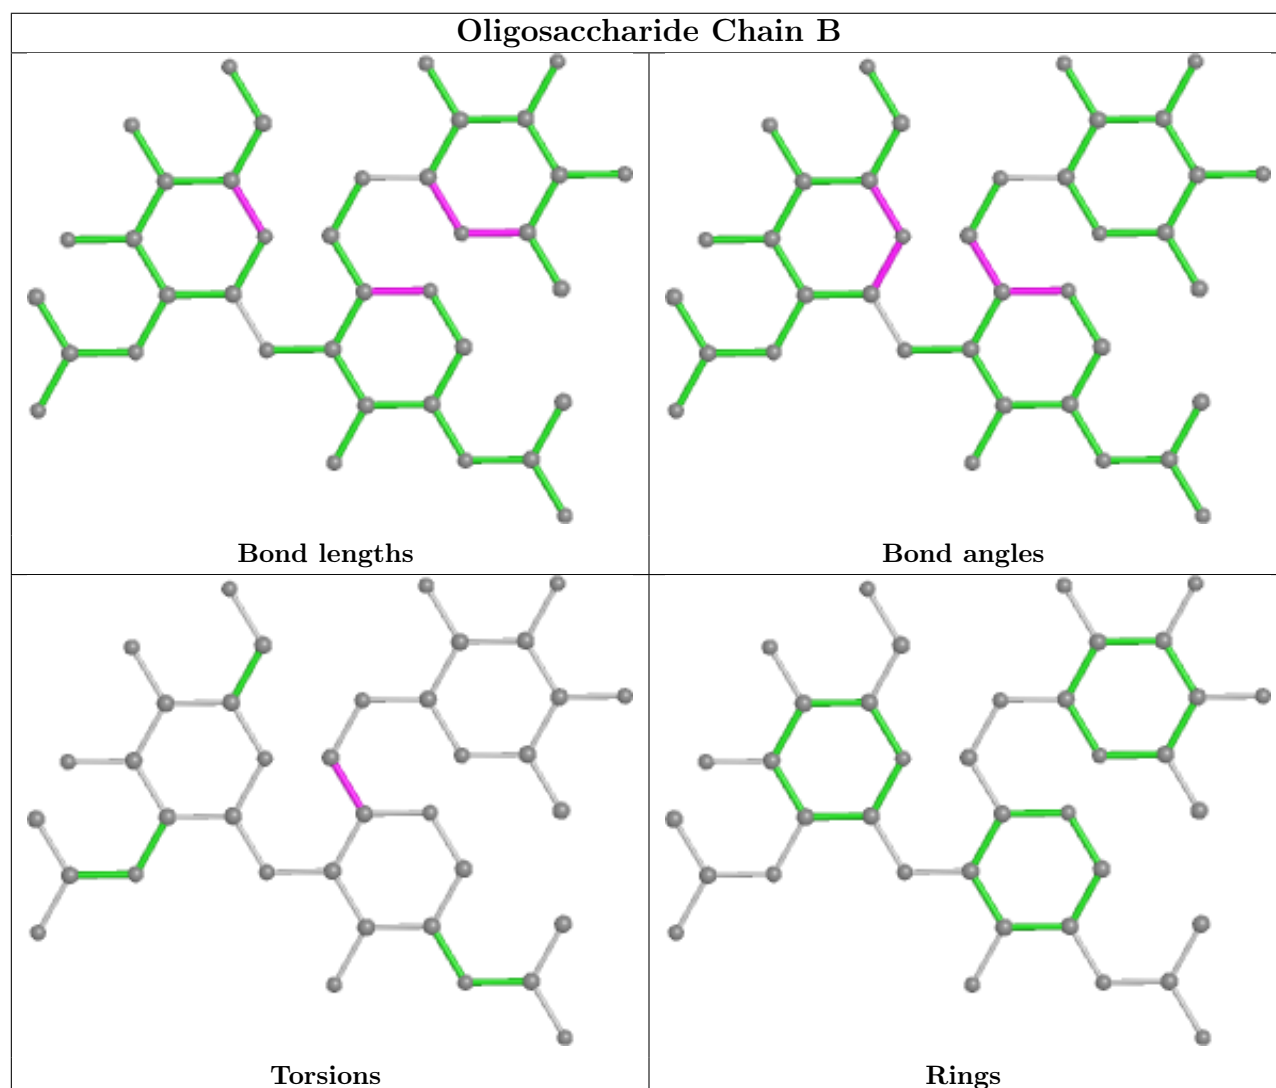 Oligosaccharide Chain B
Bond lengths
Bond angles
Torsions
Rings